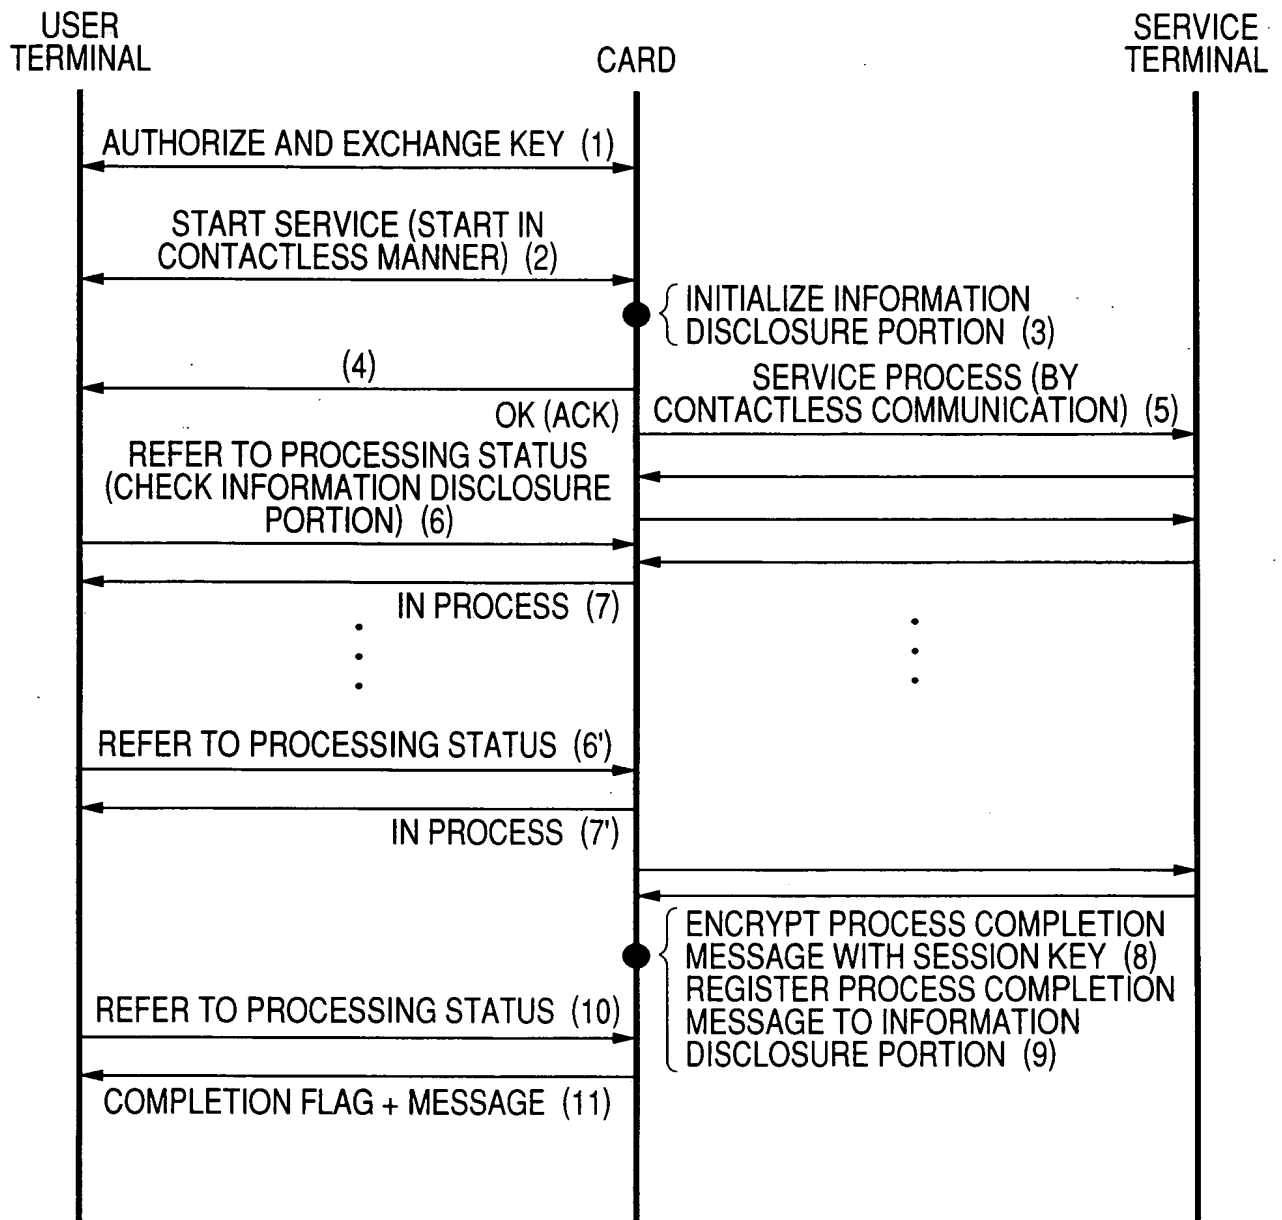 USER
TERMINAL
CARD
SERVICE
TERMINAL
AUTHORIZE AND EXCHANGE KEY (1)
START SERVICE (START IN
CONTACTLESS MANNER) (2)
INITIALIZE INFORMATION
DISCLOSURE PORTION (3)
(4)
OK (ACK)
SERVICE PROCESS (BY
CONTACTLESS COMMUNICATION) (5)
REFER TO PROCESSING STATUS
(CHECK INFORMATION DISCLOSURE
PORTION) (6)
IN PROCESS (7)
REFER TO PROCESSING STATUS (6')
IN PROCESS (7')
ENCRYPT PROCESS COMPLETION
MESSAGE WITH SESSION KEY (8)
REGISTER PROCESS COMPLETION
MESSAGE TO INFORMATION
DISCLOSURE PORTION (9)
REFER TO PROCESSING STATUS (10)
COMPLETION FLAG + MESSAGE (11)